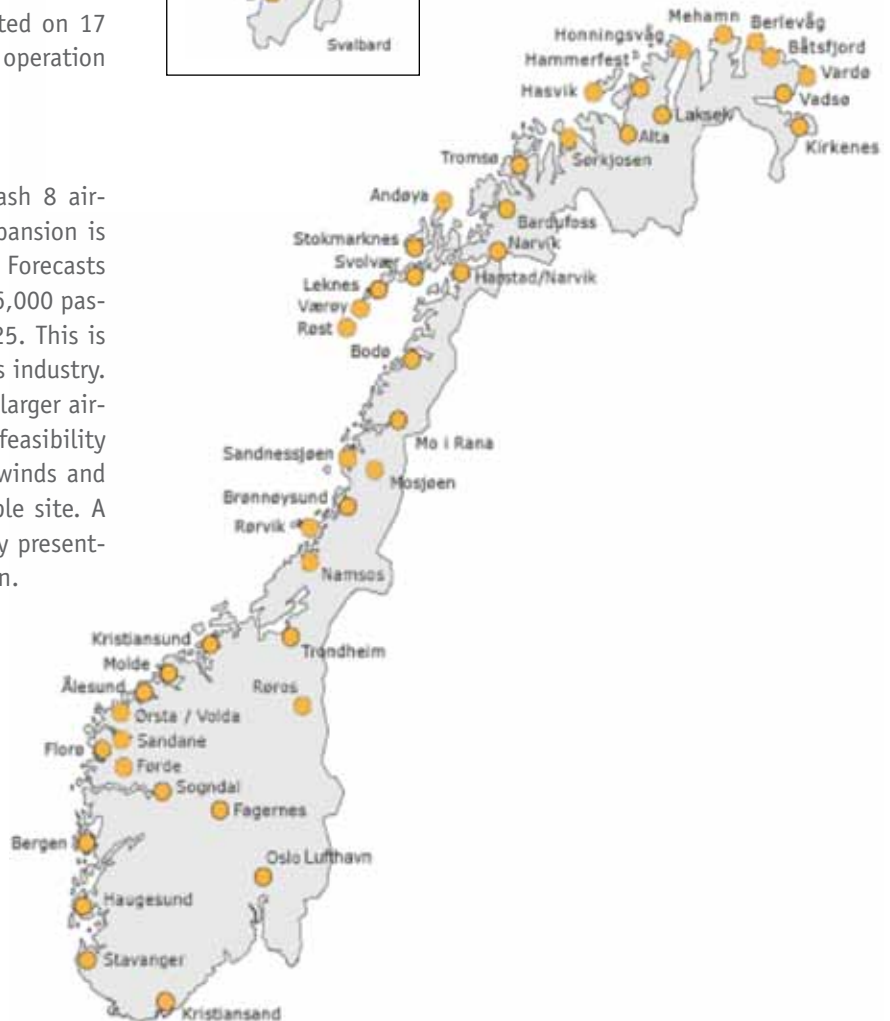 ted on 17
operation
ash 8 air-
pansion is
Forecasts
5,000 pas-
25. This is
s industry.
larger air-
feasibility
winds and
ple site. A
y present-
n.
Svalbard
Mehamn
Berlevåg
Honningsvåg
Båtsfjord
Hammerfest
Vardø
Hasvik
Vadsø
Lakselv
Alta
Kirkenes
Sørkjosen
Tromsø
Andøya
Bardufoss
Stokmarknes
Narvik
Svolvær
Harstad/Narvik
Leknes
Værøy
Røst
Bodø
Mo i Rana
Sandnessjøen
Mosjøen
Brønnøysund
Rørvik
Namsos
Kristiansund
Trondheim
Molde
Ålesund
Røros
Ørsta / Volda
Sandane
Florø
Førde
Sogndal
Fagernes
Bergen
Oslo Lufthavn
Haugesund
Stavanger
Kristiansand